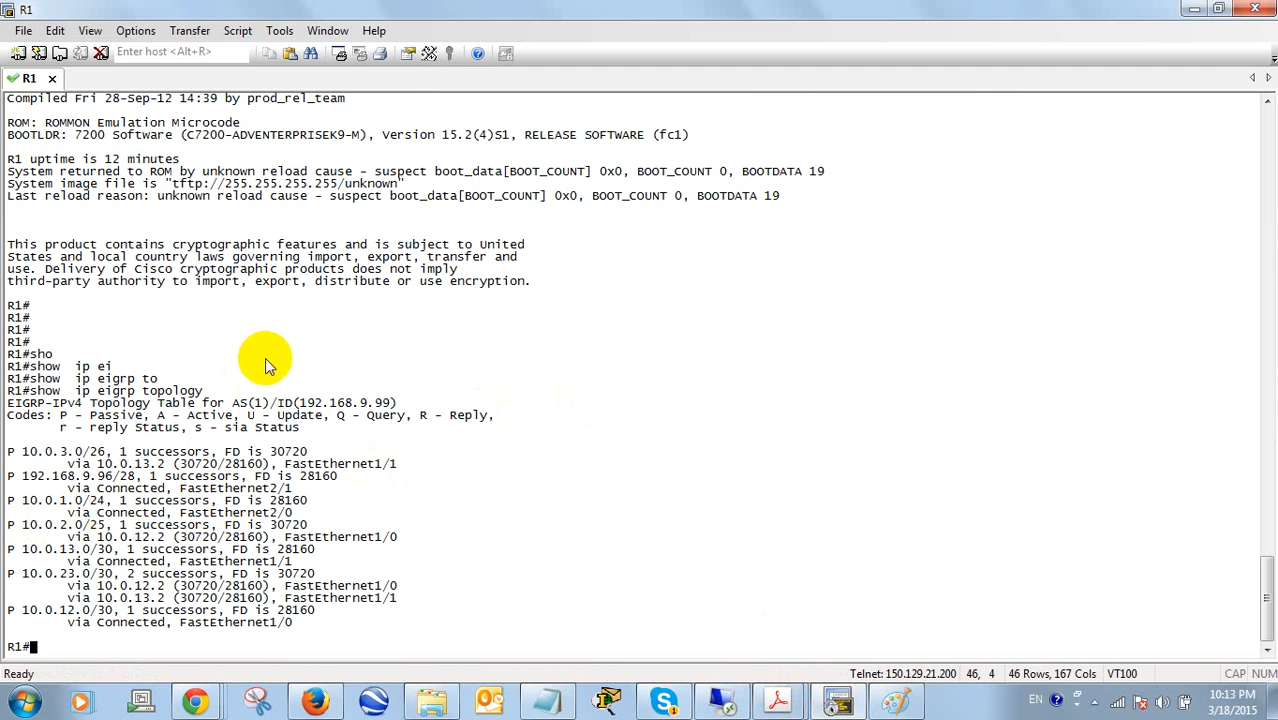 R1
File Edit View Options Transfer Script Tools Window Help
Enter host <Alt+R>
R1
Compiled Fri 28-Sep-12 14:39 by prod_rel_team
ROM: ROMMON Emulation Microcode
BOOTLDR: 7200 Software (C7200-ADVENTERPRISEK9-M), Version 15.2(4)S1, RELEASE SOFTWARE (fc1)
R1 uptime is 12 minutes
System returned to ROM by unknown reload cause - suspect boot_data[BOOT_COUNT] 0x0, BOOT_COUNT 0, BOOTDATA 19
System image file is "tftp://255.255.255.255/unknown"
Last reload reason: unknown reload cause - suspect boot_data[BOOT_COUNT] 0x0, BOOT_COUNT 0, BOOTDATA 19
This product contains cryptographic features and is subject to United
States and local country laws governing import, export, transfer and
use. Delivery of Cisco cryptographic products does not imply
third-party authority to import, export, distribute or use encryption.
R1#
R1#
R1#
R1#
R1#sho
R1#show  ip ei
R1#show  ip eigrp to
R1#show  ip eigrp topology
EIGRP-IPv4 Topology Table for AS(1)/ID(192.168.9.99)
Codes: P - Passive, A - Active, U - Update, Q - Query, R - Reply,
r - reply Status, s - sia Status
P 10.0.3.0/26, 1 successors, FD is 30720
via 10.0.13.2 (30720/28160), FastEthernet1/1
P 192.168.9.96/28, 1 successors, FD is 28160
via Connected, FastEthernet2/1
P 10.0.1.0/24, 1 successors, FD is 28160
via Connected, FastEthernet2/0
P 10.0.2.0/25, 1 successors, FD is 30720
via 10.0.12.2 (30720/28160), FastEthernet1/0
P 10.0.13.0/30, 1 successors, FD is 28160
via Connected, FastEthernet1/1
P 10.0.23.0/30, 2 successors, FD is 30720
via 10.0.12.2 (30720/28160), FastEthernet1/0
via 10.0.13.2 (30720/28160), FastEthernet1/1
P 10.0.12.0/30, 1 successors, FD is 28160
via Connected, FastEthernet1/0
R1#
Ready Telnet: 150.129.21.200 46, 4 46 Rows, 167 Cols VT100 CAP NUM
EN 10:13 PM
3/18/2015